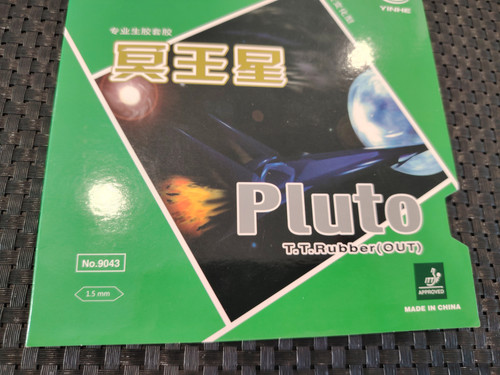 YINHE
专业生胶套胶
冥王星
Pluto
T.T.Rubber(OUT)
No.9043
1.5 mm
ITTF
APPROVED
MADE IN CHINA